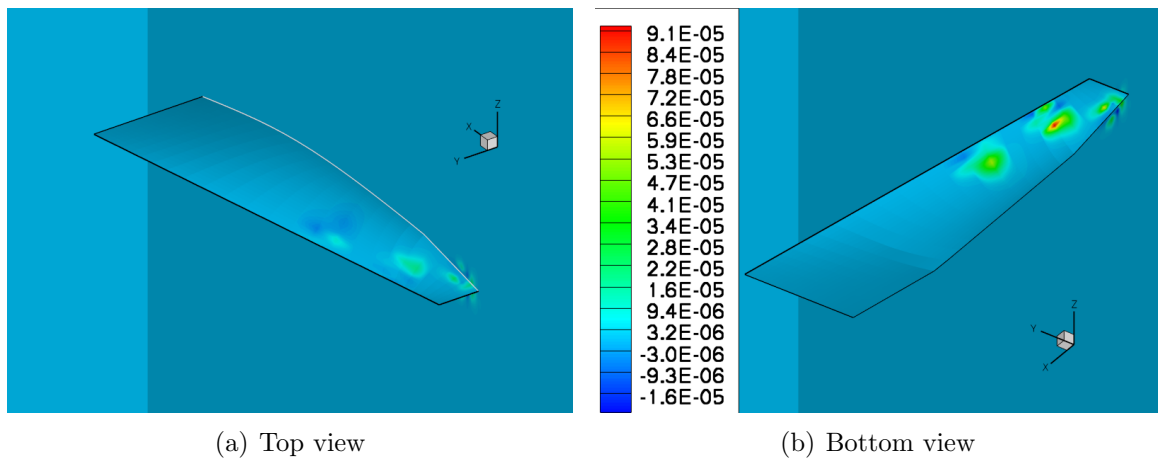 Z
X
Y
(a) Top view
9.1E-05
8.4E-05
7.8E-05
7.2E-05
6.6E-05
5.9E-05
5.3E-05
4.7E-05
4.1E-05
3.4E-05
2.8E-05
2.2E-05
1.6E-05
9.4E-06
3.2E-06
-3.0E-06
-9.3E-06
-1.6E-05
Z
Y
X
(b) Bottom view